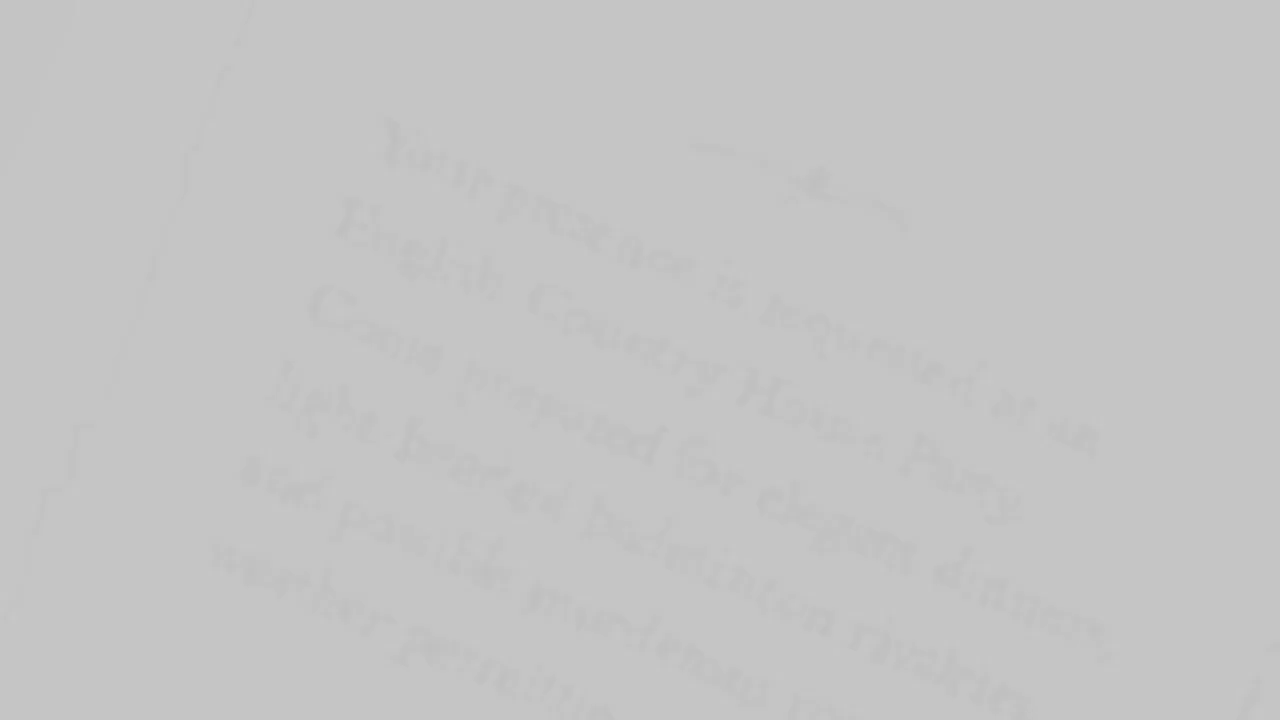 Your presence is requested at an
English Country House Party
Come prepared for elegant dinners,
light hearted badminton rivalries
and possible murderous
weather